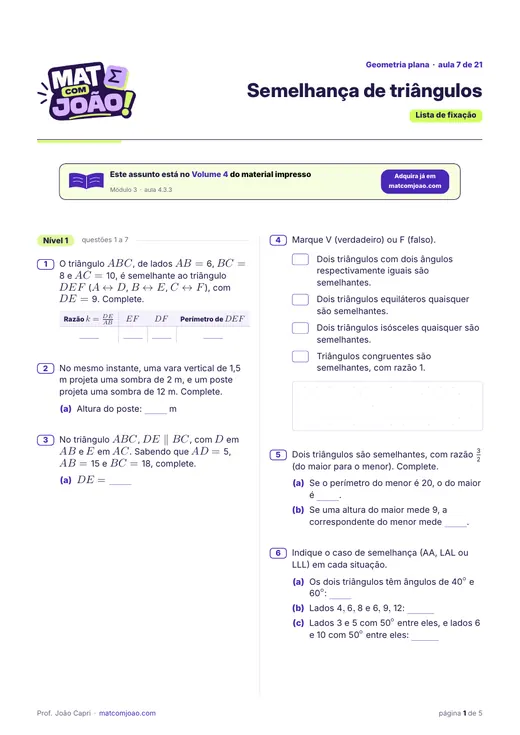 MAT
COM
JOÃO!
Σ
Geometria plana · aula 7 de 21
Semelhança de triângulos
Lista de fixação
Este assunto está no Volume 4 do material impresso
Módulo 3 · aula 4.3.3
Adquira já em
matcomjoao.com
Nível 1 questões 1 a 7
1 O triângulo ABC, de lados AB = 6, BC =
8 e AC = 10, é semelhante ao triângulo
DEF (A ↔ D, B ↔ E, C ↔ F), com
DE = 9. Complete.
Razão k = DE/AB EF DF Perímetro de DEF
____ ____ ____ ____
2 No mesmo instante, uma vara vertical de 1,5
m projeta uma sombra de 2 m, e um poste
projeta uma sombra de 12 m. Complete.
(a) Altura do poste: ____ m
3 No triângulo ABC, DE ∥ BC, com D em
AB e E em AC. Sabendo que AD = 5,
AB = 15 e BC = 18, complete.
(a) DE = ____
4 Marque V (verdadeiro) ou F (falso).
Dois triângulos com dois ângulos
respectivamente iguais são
semelhantes.
Dois triângulos equiláteros quaisquer
são semelhantes.
Dois triângulos isósceles quaisquer são
semelhantes.
Triângulos congruentes são
semelhantes, com razão 1.
5 Dois triângulos são semelhantes, com razão 3/2
(do maior para o menor). Complete.
(a) Se o perímetro do menor é 20, o do maior
é ____.
(b) Se uma altura do maior mede 9, a
correspondente do menor mede ____.
6 Indique o caso de semelhança (AA, LAL ou
LLL) em cada situação.
(a) Os dois triângulos têm ângulos de 40° e
60°: ____
(b) Lados 4, 6, 8 e 6, 9, 12: ____
(c) Lados 3 e 5 com 50° entre eles, e lados 6
e 10 com 50° entre eles: ____
Prof. João Capri · matcomjoao.com
página 1 de 5